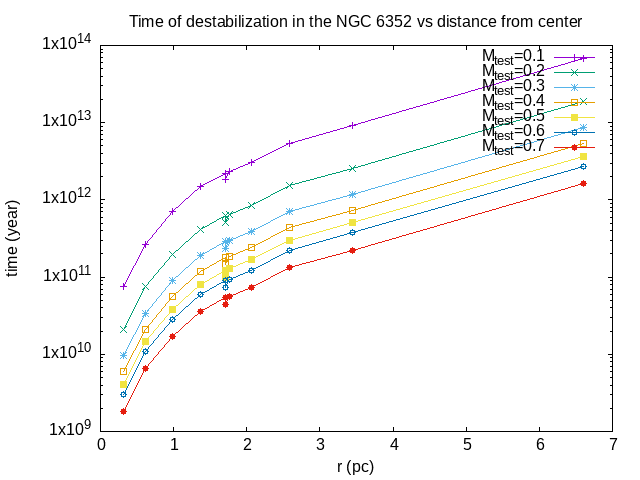 Time of destabilization in the NGC 6352 vs distance from center
1x10^14
1x10^13
1x10^12
1x10^11
1x10^10
1x10^9
time (year)
M_test=0.1
M_test=0.2
M_test=0.3
M_test=0.4
M_test=0.5
M_test=0.6
M_test=0.7
0 1 2 3 4 5 6 7
r (pc)